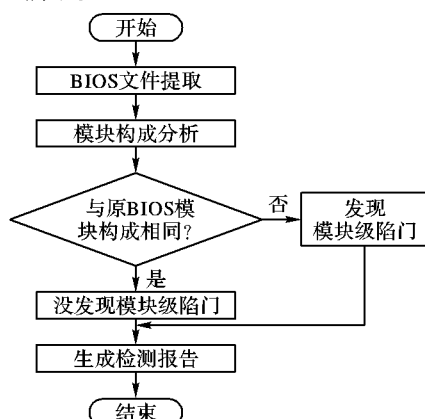 开始
BIOS文件提取
模块构成分析
与原BIOS模
块构成相同?
否
发现
模块级陷门
是
没发现模块级陷门
生成检测报告
结束